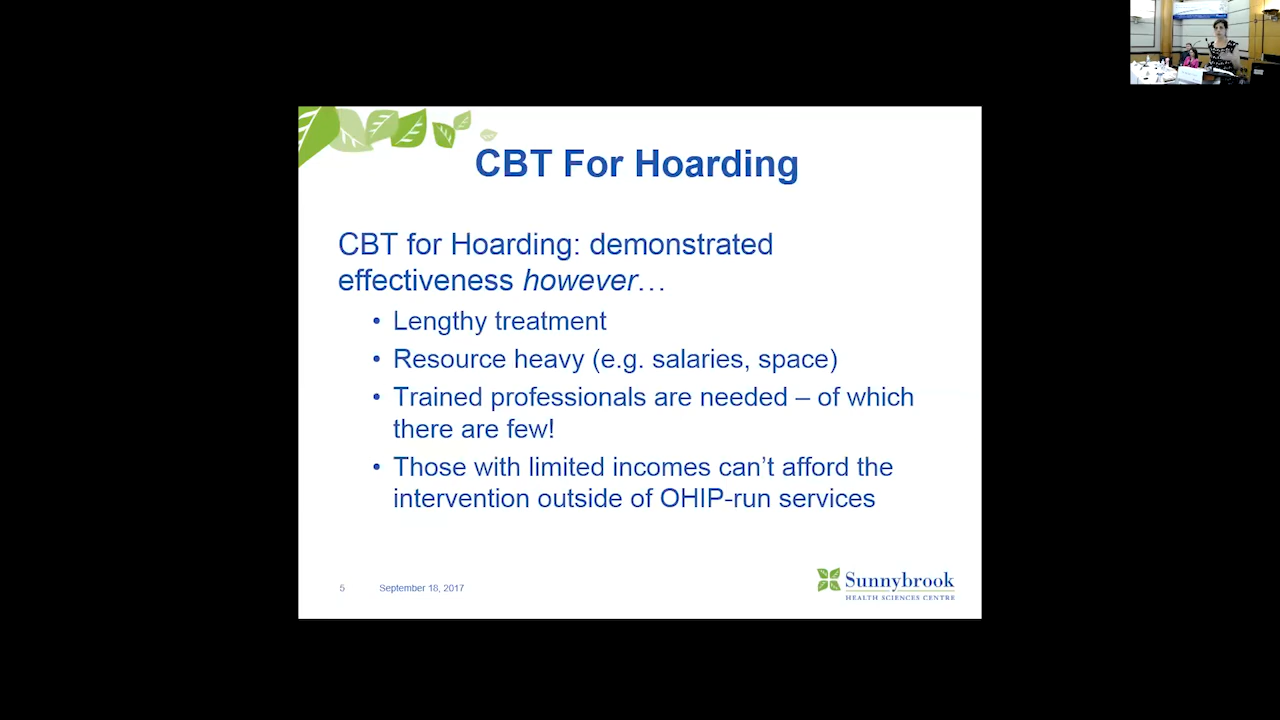 CBT For Hoarding
CBT for Hoarding: demonstrated
effectiveness however…
• Lengthy treatment
• Resource heavy (e.g. salaries, space)
• Trained professionals are needed – of which
there are few!
• Those with limited incomes can’t afford the
intervention outside of OHIP-run services
5 September 18, 2017
Sunnybrook
HEALTH SCIENCES CENTRE